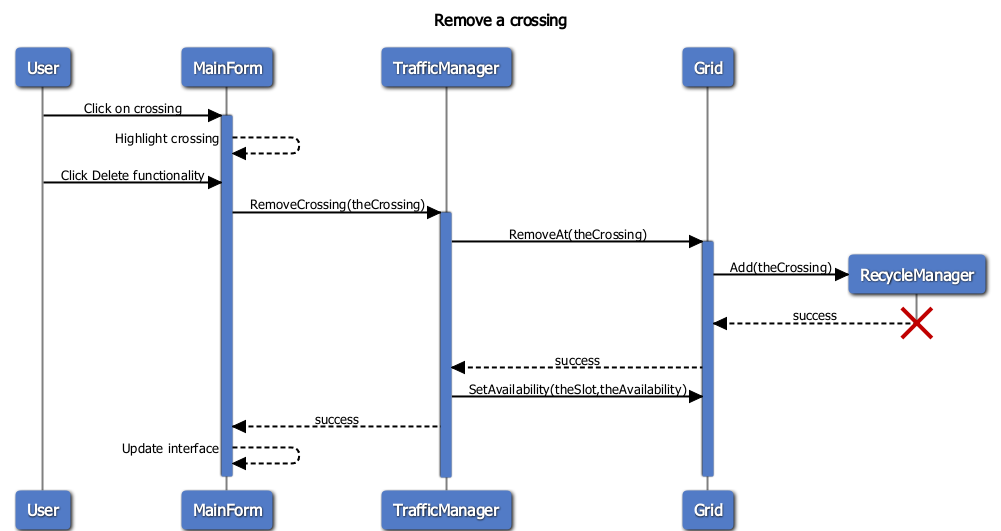 Remove a crossing
User
MainForm
TrafficManager
Grid
Click on crossing
Highlight crossing
Click Delete functionality
RemoveCrossing(theCrossing)
RemoveAt(theCrossing)
Add(theCrossing)
RecycleManager
success
success
SetAvailability(theSlot,theAvailability)
success
Update interface
User
MainForm
TrafficManager
Grid